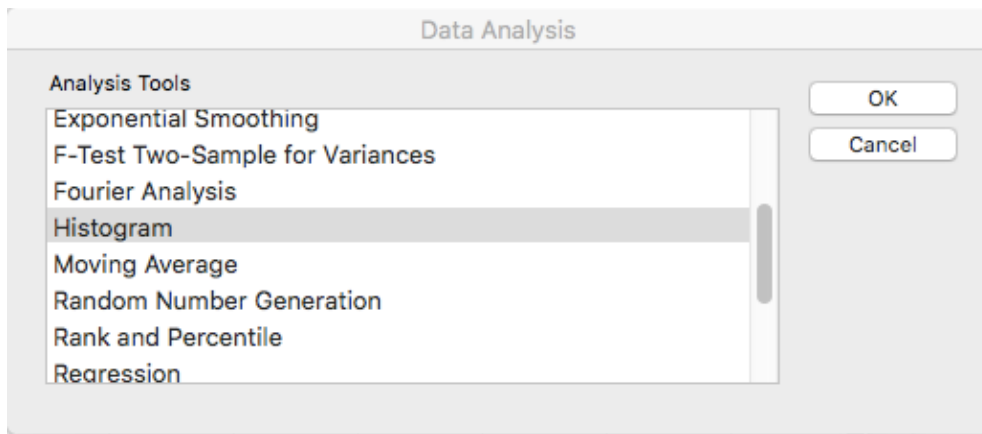 Data Analysis
Analysis Tools
OK
Cancel
Exponential Smoothing
F-Test Two-Sample for Variances
Fourier Analysis
Histogram
Moving Average
Random Number Generation
Rank and Percentile
Regression